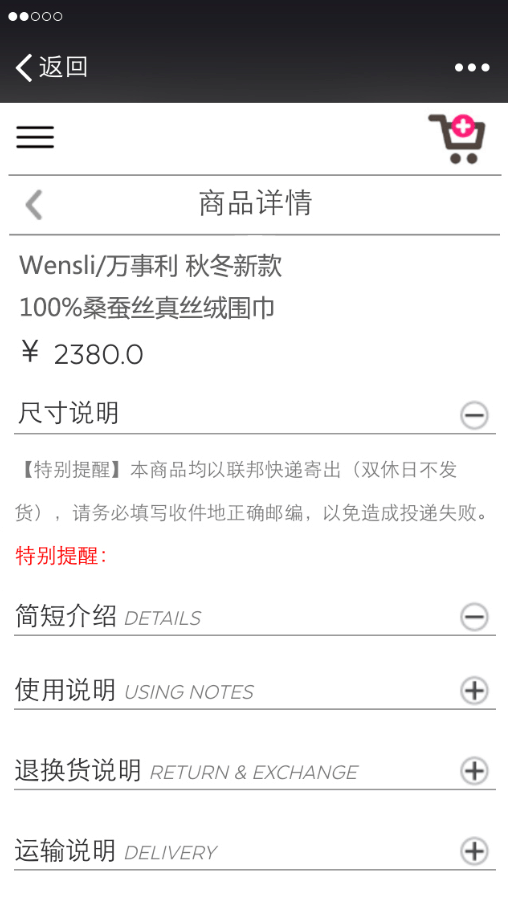 返回
商品详情
Wensli/万事利 秋冬新款
100%桑蚕丝真丝绒围巾
¥ 2380.0
尺寸说明
【特别提醒】本商品均以联邦快递寄出（双休日不发
货），请务必填写收件地正确邮编，以免造成投递失败。
特别提醒：
简短介绍 DETAILS
使用说明 USING NOTES
退换货说明 RETURN & EXCHANGE
运输说明 DELIVERY